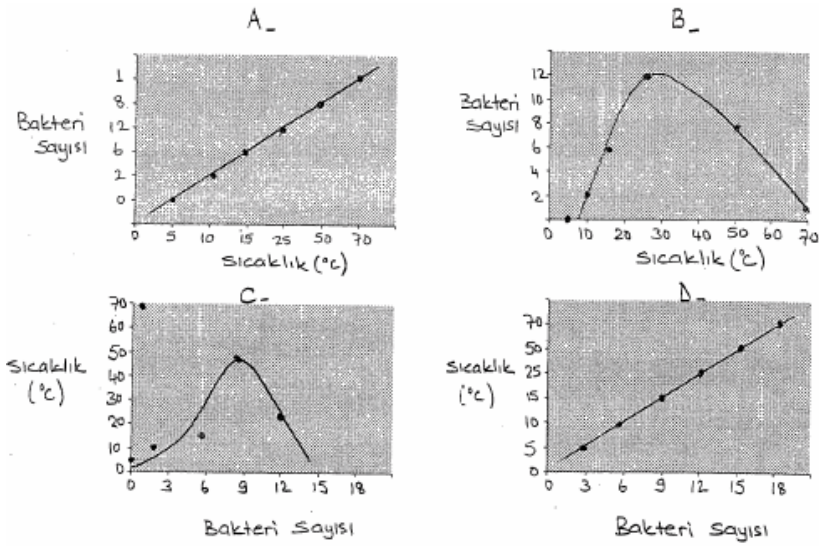 A_
1
8
12
6
2
0
Bakteri
Sayısı
0 5 10 15 25 50 70
Sıcaklık (°c)
B_
12
10
8
6
4
2
Bakteri
Sayısı
0 10 20 30 40 50 60 70
Sıcaklık (°c)
C_
70
50
40
30
20
10
0
Sıcaklık
(°c)
0 3 6 9 12 15 18
Bakteri Sayısı
D_
70
50
25
15
10
5
0
Sıcaklık
(°c)
0 3 6 9 12 15 18
Bakteri Sayısı